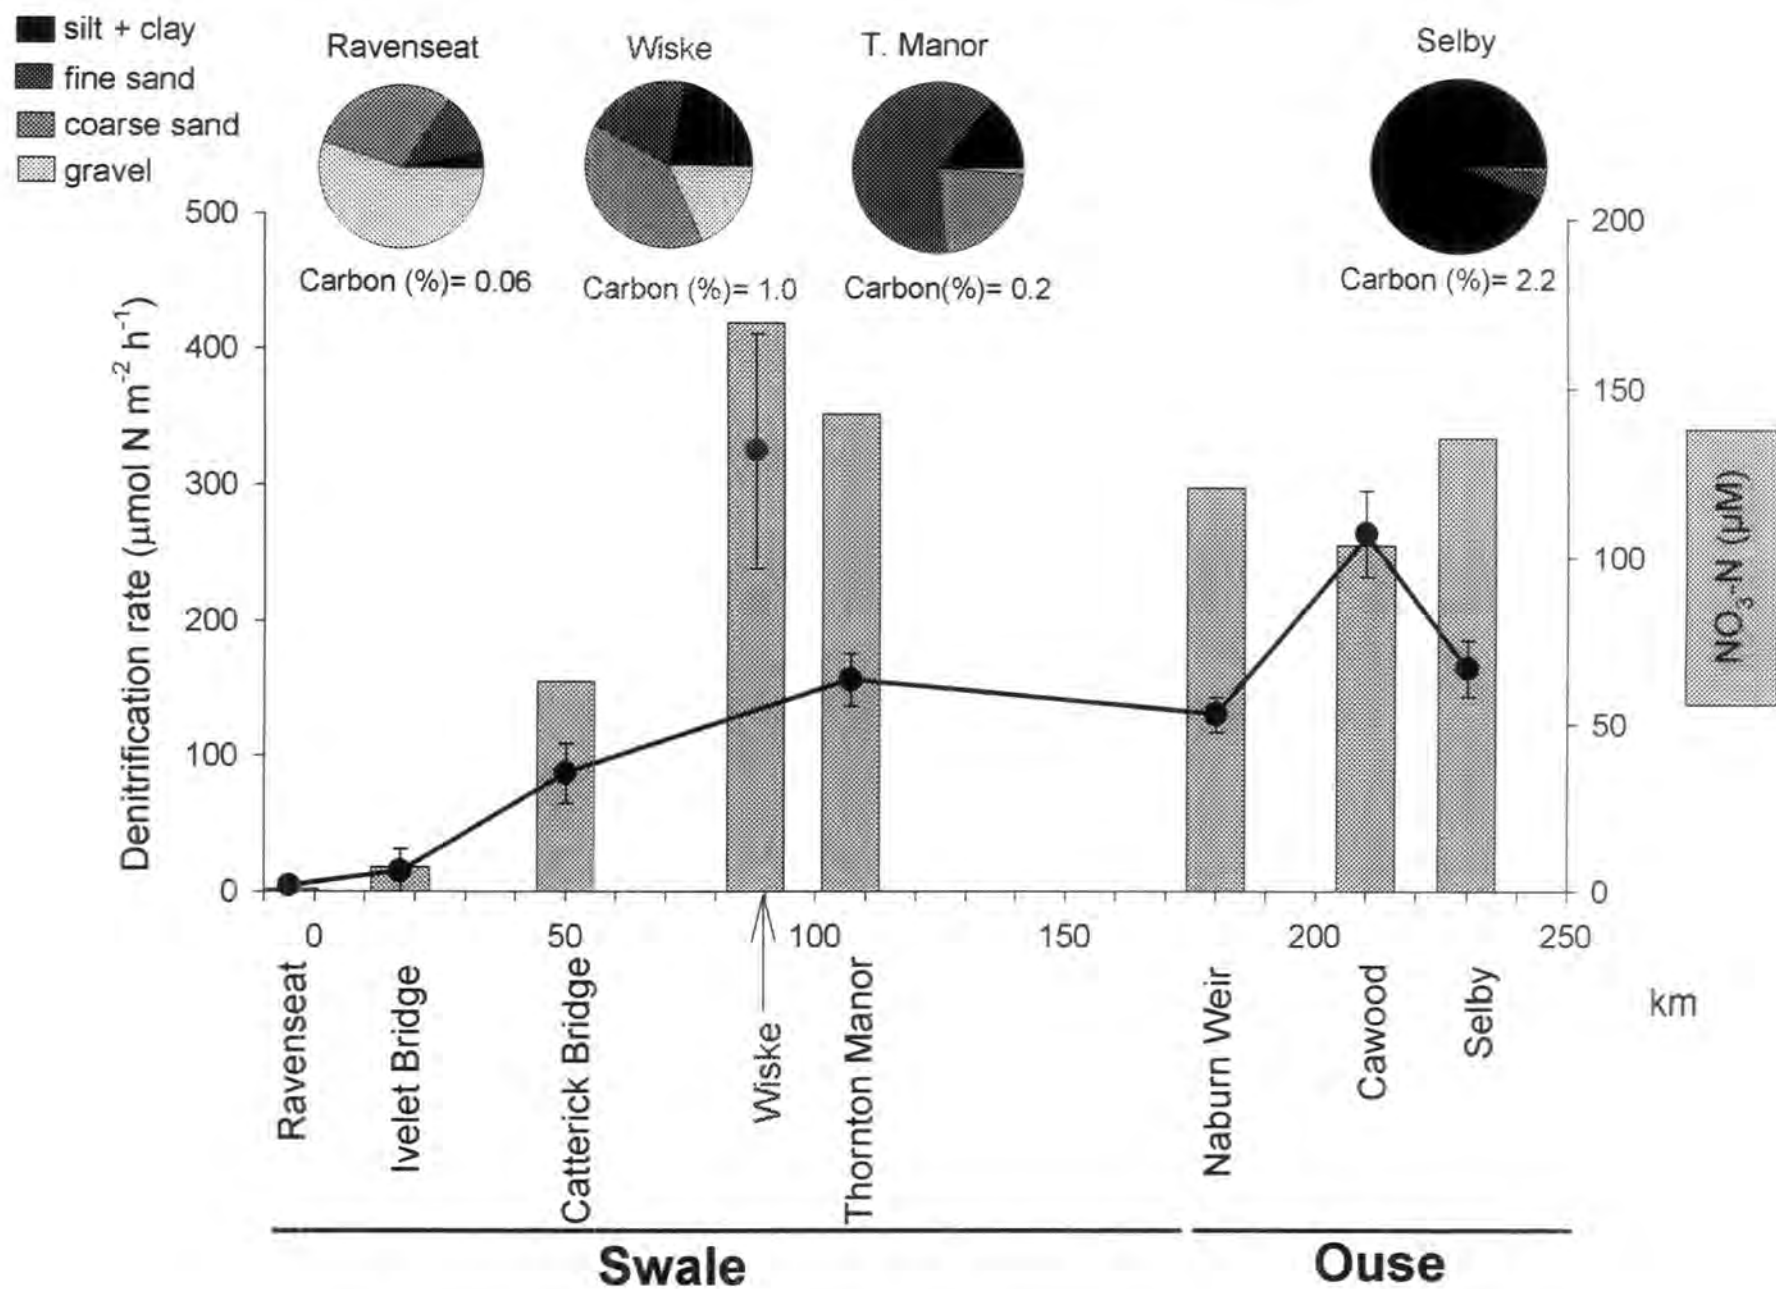 silt + clay
fine sand
coarse sand
gravel
Ravenseat
Wiske
T. Manor
Selby
Carbon (%)= 0.06
Carbon (%)= 1.0
Carbon(%)= 0.2
Carbon (%)= 2.2
Denitrification rate (μmol N m⁻² h⁻¹)
500
400
300
200
100
0
200
150
100
50
0
NO₃-N (μM)
0
50
100
150
200
250
km
Ravenseat
Ivelet Bridge
Catterick Bridge
Wiske
Thornton Manor
Naburn Weir
Cawood
Selby
Swale
Ouse